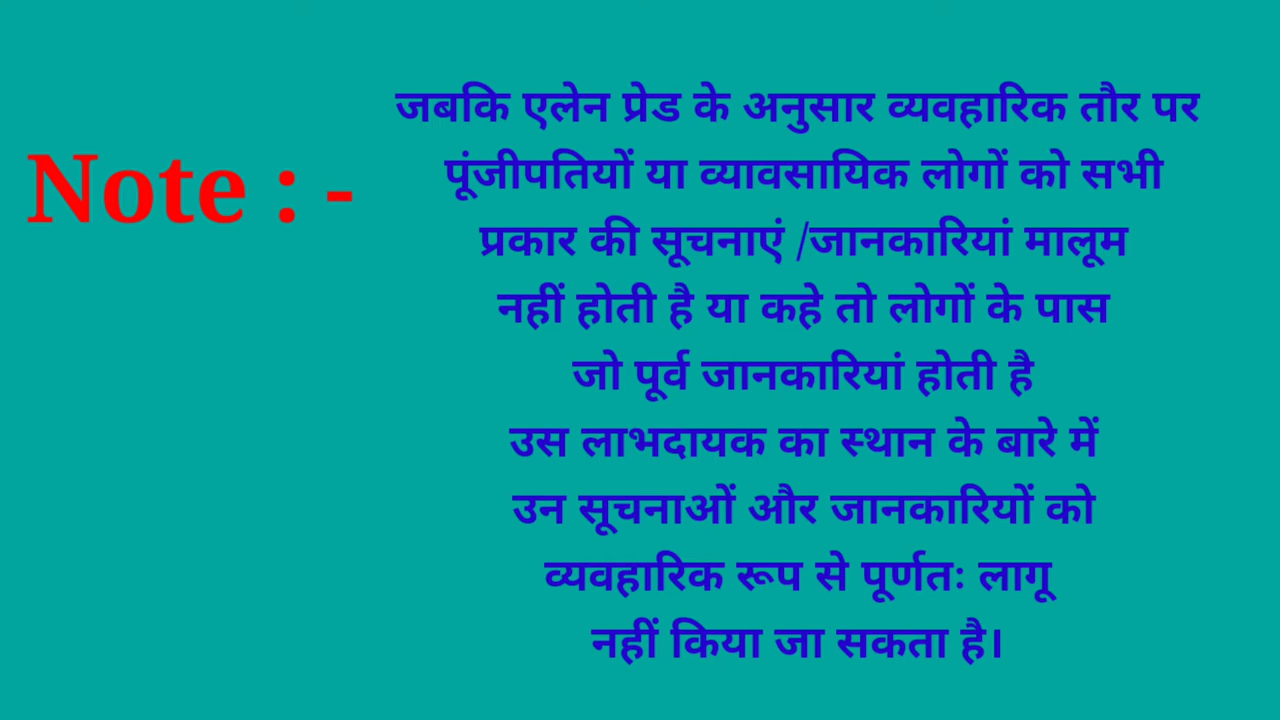 Note : -
जबकि एलेन प्रेड के अनुसार व्यवहारिक तौर पर
पूंजीपतियों या व्यावसायिक लोगों को सभी
प्रकार की सूचनाएं /जानकारियां मालूम
नहीं होती है या कहे तो लोगों के पास
जो पूर्व जानकारियां होती है
उस लाभदायक का स्थान के बारे में
उन सूचनाओं और जानकारियों को
व्यवहारिक रूप से पूर्णतः लागू
नहीं किया जा सकता है।